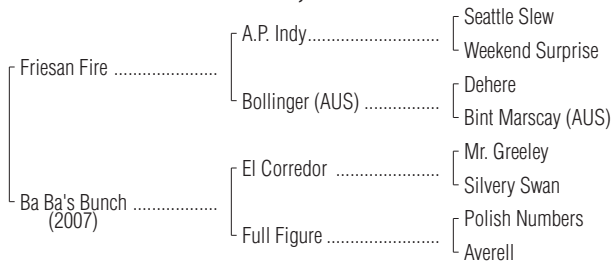 Seattle Slew
A.P. Indy
Weekend Surprise
Friesan Fire
Dehere
Bollinger (AUS)
Bint Marscay (AUS)
Mr. Greeley
El Corredor
Silvery Swan
Ba Ba's Bunch
(2007)
Polish Numbers
Full Figure
Averell